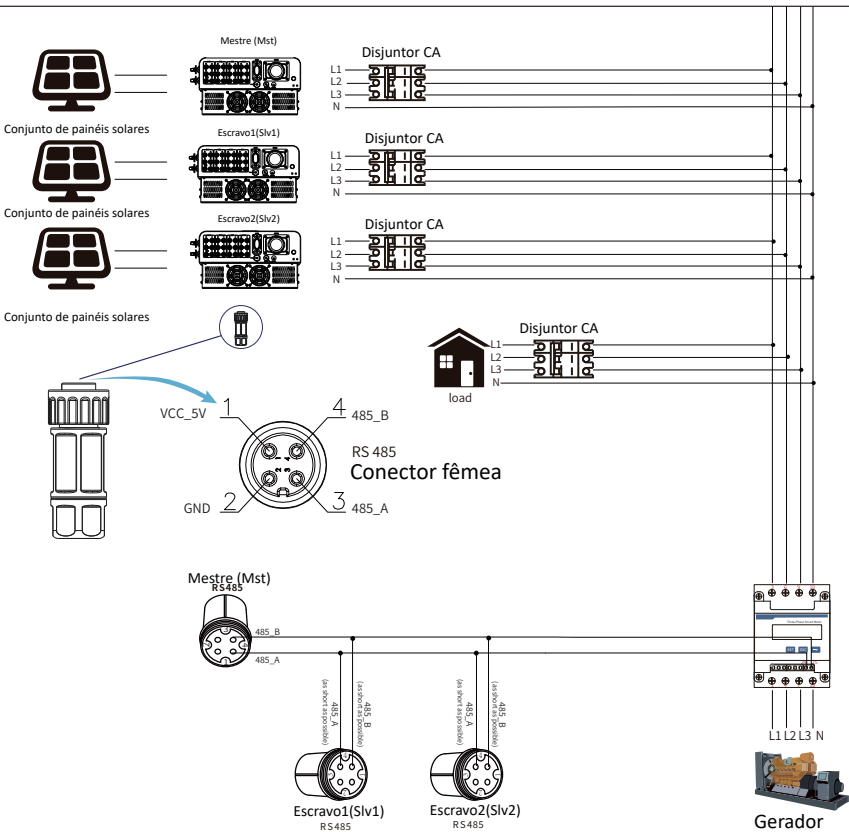 Mestre (Mst)
Disjuntor CA
L1
L2
L3
N
Conjunto de painéis solares
Escravo1(Slv1)
Disjuntor CA
L1
L2
L3
N
Conjunto de painéis solares
Escravo2(Slv2)
Disjuntor CA
L1
L2
L3
N
Conjunto de painéis solares
Disjuntor CA
L1
L2
L3
N
load
VCC_5V
1
4
485_B
RS 485
Conector fêmea
GND
2
3
485_A
1
4
2
3
Mestre (Mst)
RS485
485_B
485_A
485_A
(as short as possible)
485_B
(as short as possible)
485_A
(as short as possible)
485_B
(as short as possible)
Escravo1(Slv1)
RS485
Escravo2(Slv2)
RS485
L1 L2 L3 N
Gerador